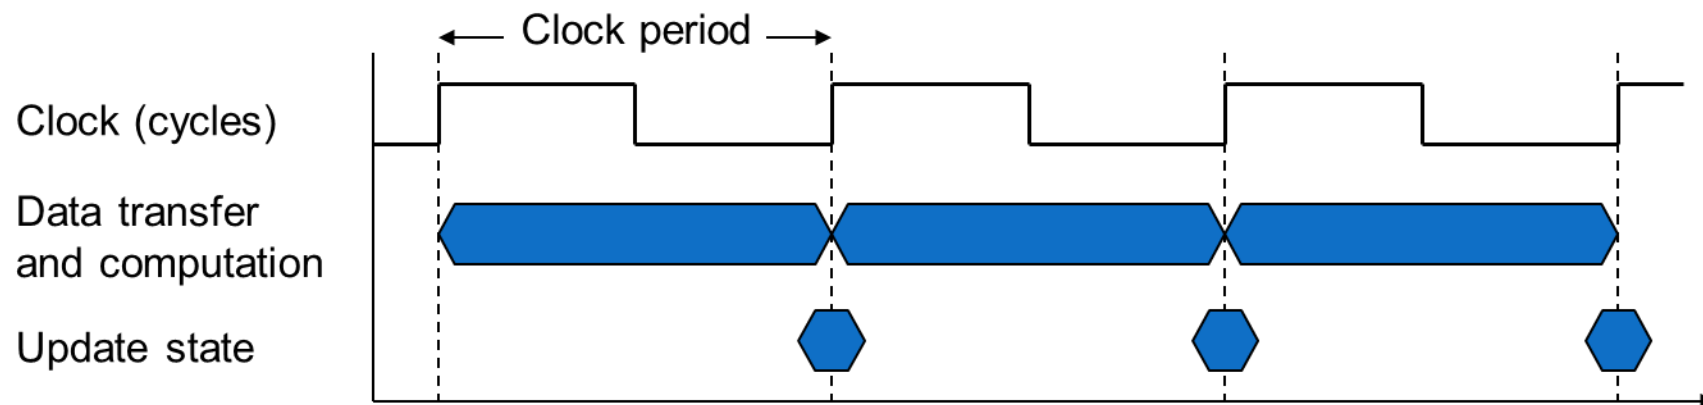 Clock period
Clock (cycles)
Data transfer
and computation
Update state